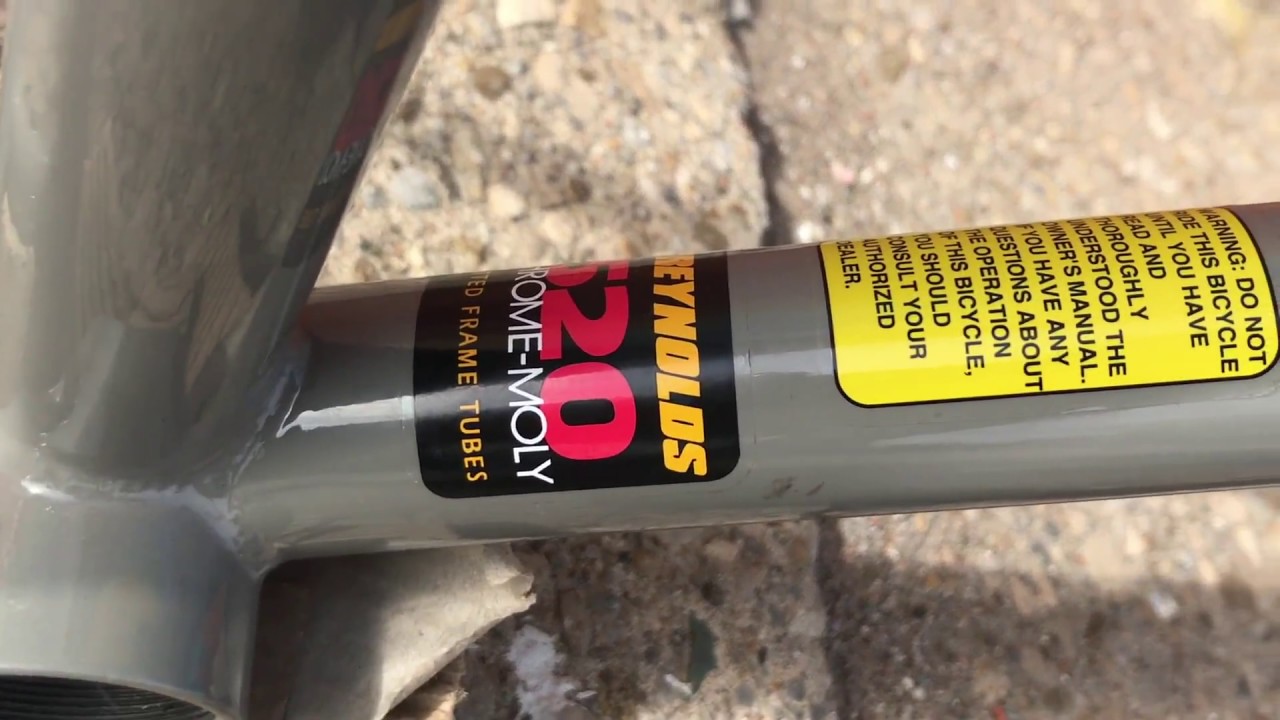 REYNOLDS
520
CHROME-MOLY
TED FRAME TUBES
WARNING: DO NOT
RIDE THIS BICYCLE
UNTIL YOU HAVE
READ AND
THOROUGHLY
UNDERSTOOD THE
OWNER'S MANUAL.
IF YOU HAVE ANY
QUESTIONS ABOUT
THE OPERATION
OF THIS BICYCLE,
YOU SHOULD
CONSULT YOUR
AUTHORIZED
DEALER.